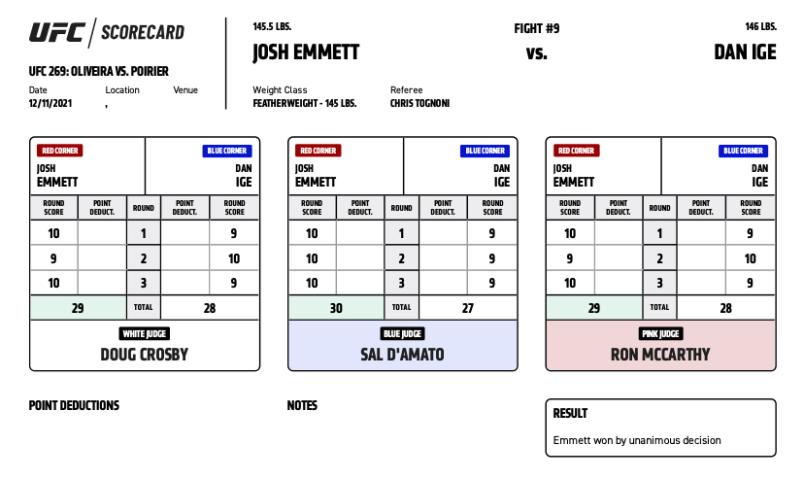 UFC / SCORECARD
UFC 269: OLIVEIRA VS. POIRIER
Date Location Venue
12/11/2021 ,
145.5 LBS. FIGHT #9 146 LBS.
JOSH EMMETT vs. DAN IGE
Weight Class Referee
FEATHERWEIGHT - 145 LBS. CHRIS TOGNONI
RED CORNER BLUE CORNER
JOSH DAN
EMMETT IGE
ROUND SCORE POINT DEDUCT. ROUND POINT DEDUCT. ROUND SCORE
10 1 9
9 2 10
10 3 9
29 TOTAL 28
WHITE JUDGE
DOUG CROSBY
RED CORNER BLUE CORNER
JOSH DAN
EMMETT IGE
ROUND SCORE POINT DEDUCT. ROUND POINT DEDUCT. ROUND SCORE
10 1 9
10 2 9
10 3 9
30 TOTAL 27
BLUE JUDGE
SAL D'AMATO
RED CORNER BLUE CORNER
JOSH DAN
EMMETT IGE
ROUND SCORE POINT DEDUCT. ROUND POINT DEDUCT. ROUND SCORE
10 1 9
9 2 10
10 3 9
29 TOTAL 28
PINK JUDGE
RON MCCARTHY
POINT DEDUCTIONS
NOTES
RESULT
Emmett won by unanimous decision